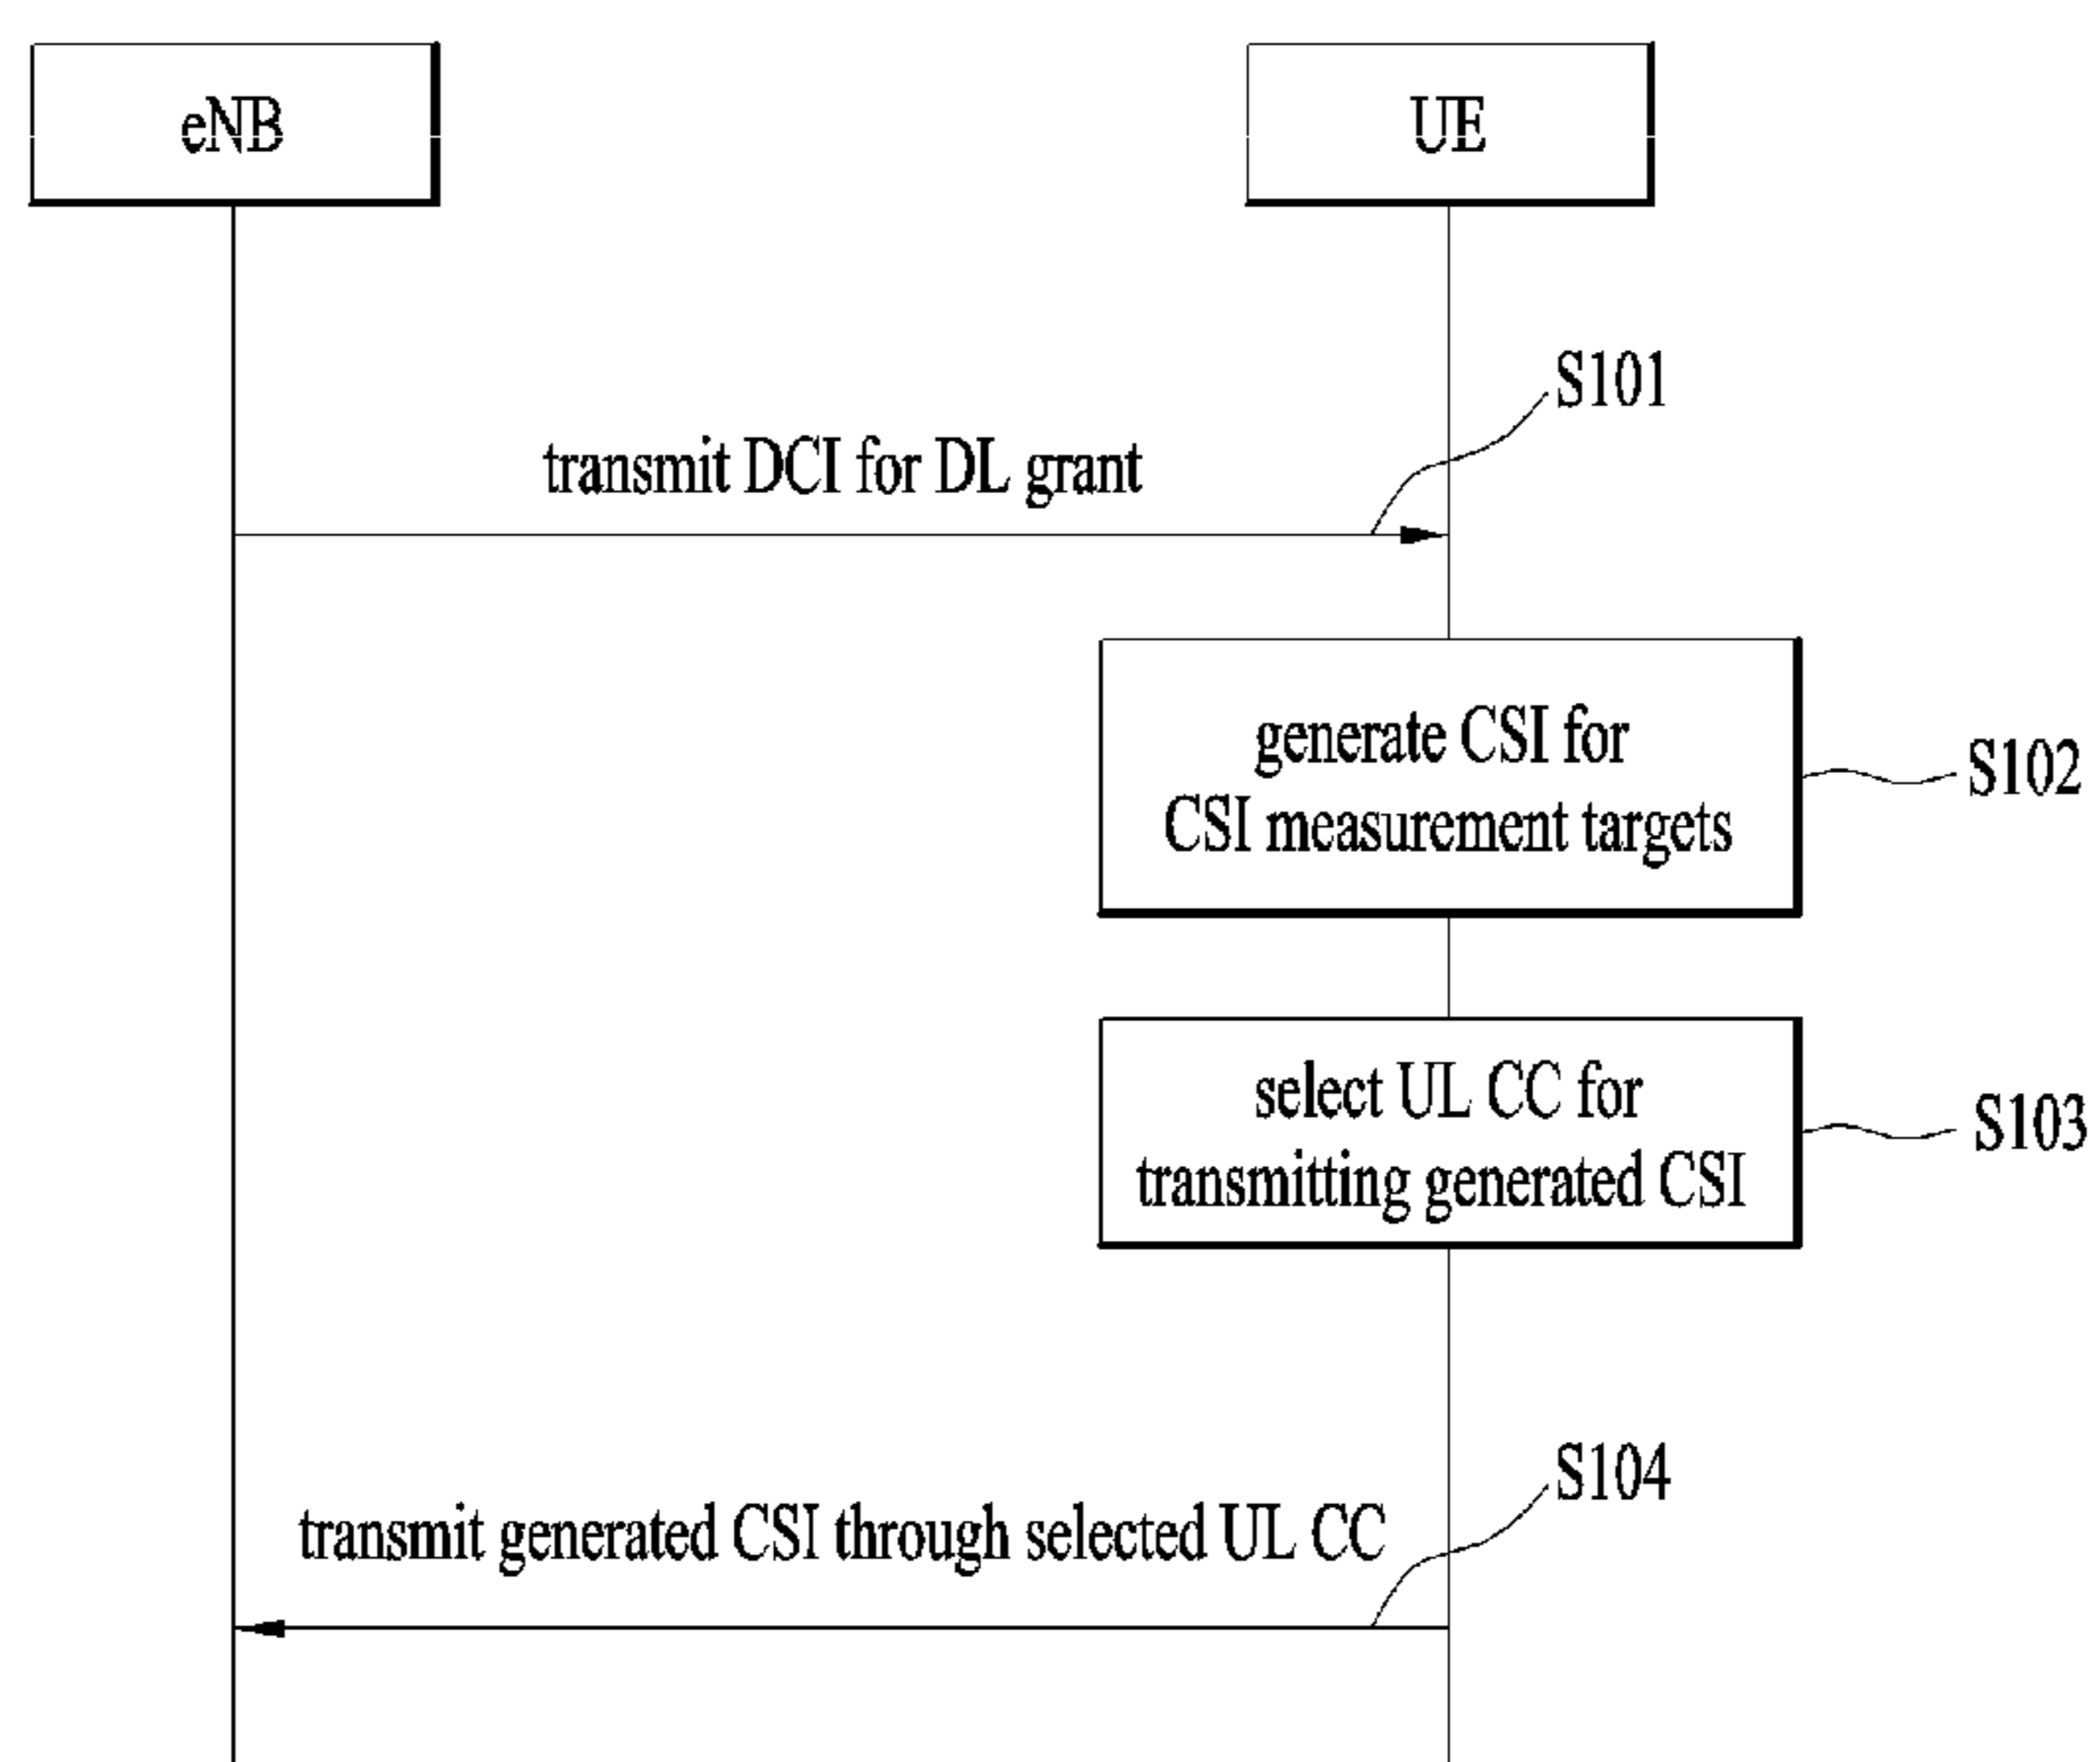 eNB
UE
S101
transmit DCI for DL grant
generate CSI for
CSI measurement targets
S102
select UL CC for
transmitting generated CSI
S103
S104
transmit generated CSI through selected UL CC